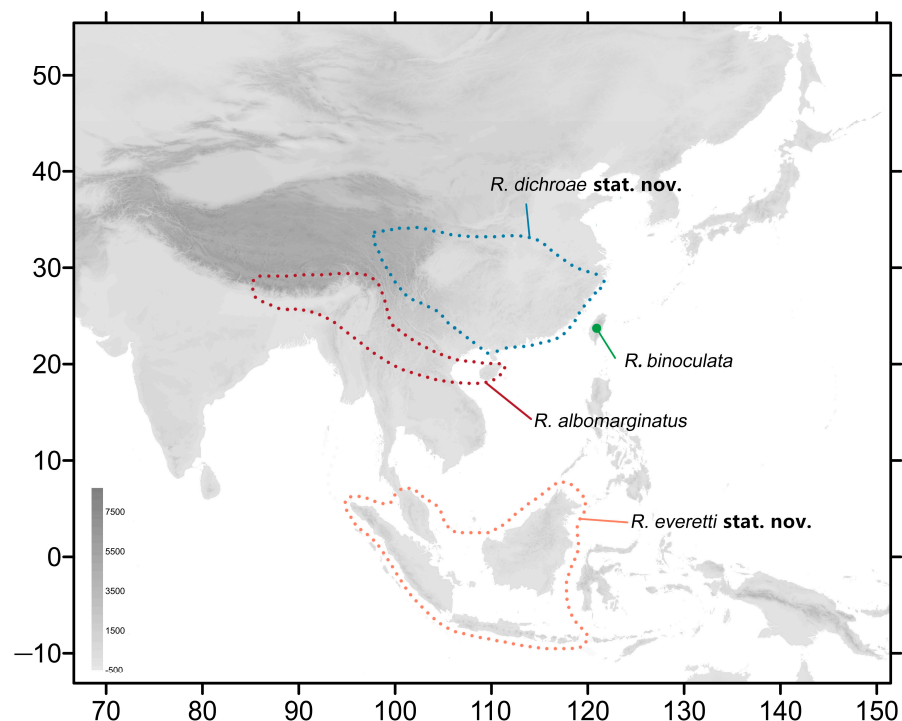 50
40
30
20
10
0
—10
R. dichroae stat. nov.
R. binoculata
R. albomarginatus
R. everetti stat. nov.
7500
5500
3500
1500
-500
70 80 90 100 110 120 130 140 150